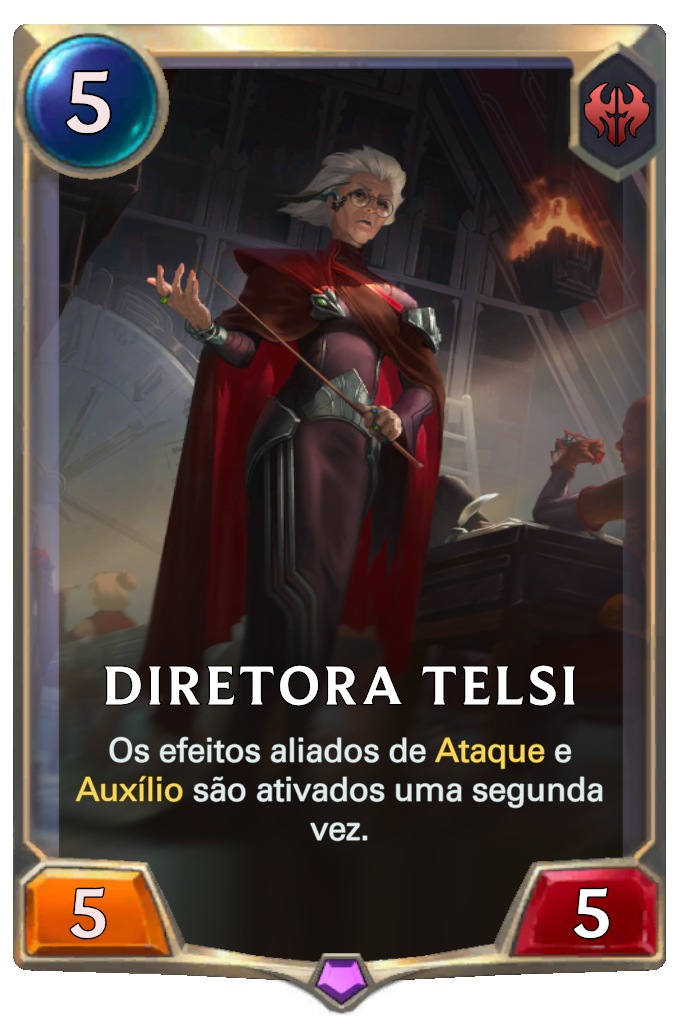 5
DIRETORA TELSI
Os efeitos aliados de Ataque e
Auxílio são ativados uma segunda
vez.
5
5